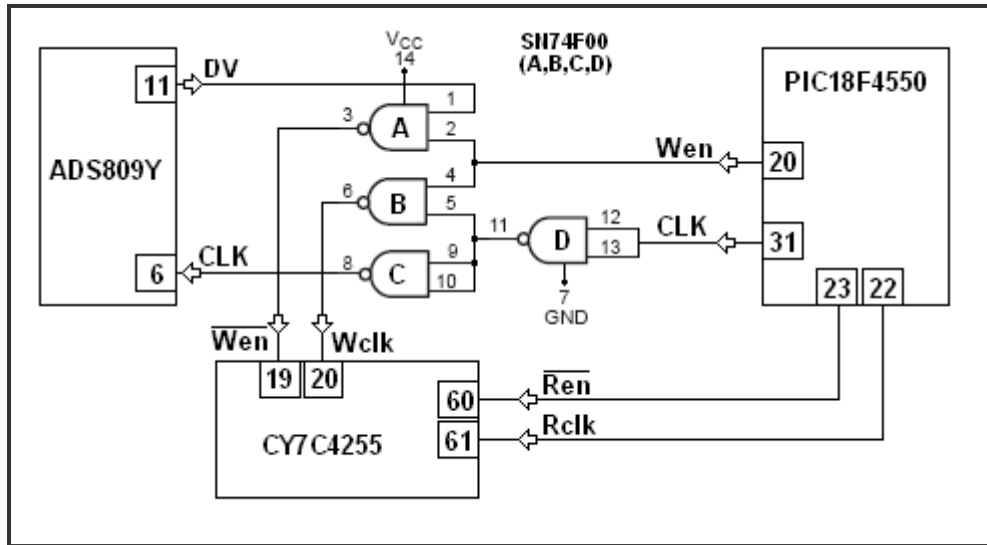 SN74F00
(A,B,C,D)
VCC
14
11
DV
ADS809Y
6
CLK
1
2
3
A
4
5
6
B
9
10
8
C
11
D
12
13
7
GND
Wen
CLK
PIC18F4550
20
31
23
22
Wen
Wclk
19
20
CY7C4255
60
61
Ren
Rclk